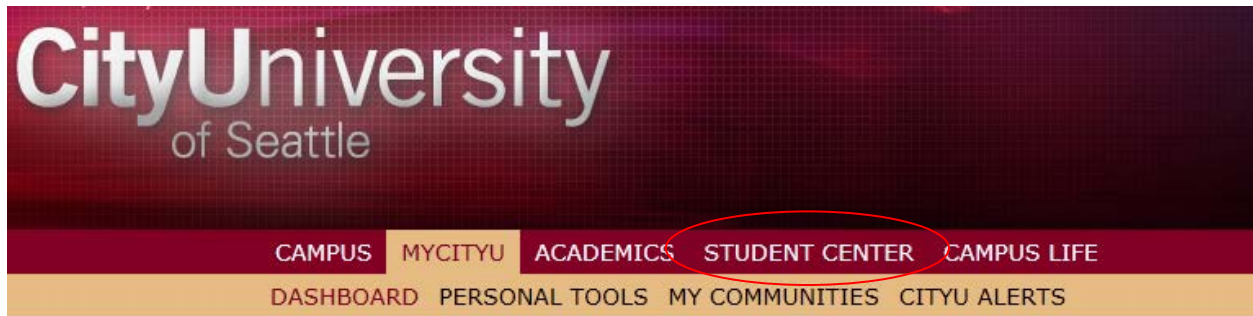 CityUniversity
of Seattle
CAMPUS MYCITYU ACADEMICS STUDENT CENTER CAMPUS LIFE
DASHBOARD PERSONAL TOOLS MY COMMUNITIES CITYU ALERTS